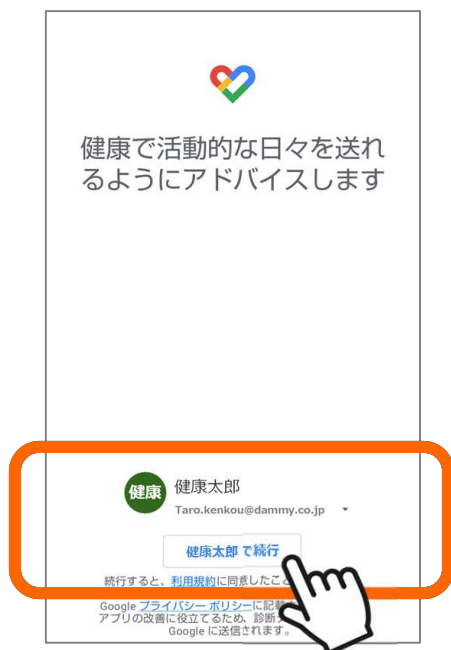 健康で活動的な日々を送れ
るようにアドバイスします
健康
健康太郎
Taro.kenkou@dammy.co.jp
健康太郎 で続行
続行すると、利用規約に同意したこと
Google プライバシー ポリシーに記載
アプリの改善に役立てるため、診断
Google に送信されます。